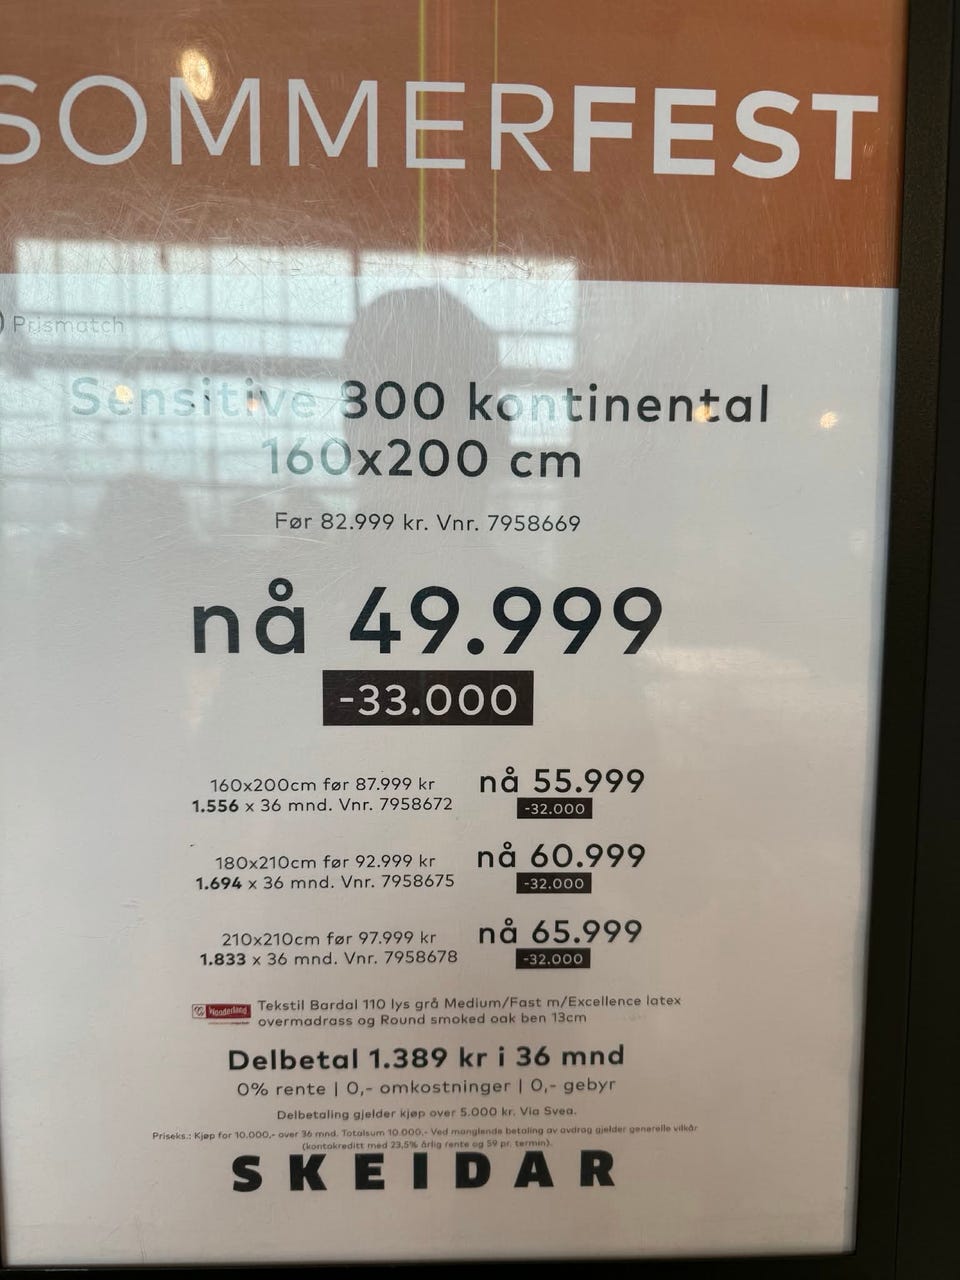 SOMMERFEST
Prismatch
Sensitive 800 kontinental
160x200 cm
Før 82.999 kr. Vnr. 7958669
nå 49.999
-33.000
160x200cm før 87.999 kr nå 55.999
1.556 x 36 mnd. Vnr. 7958672 -32.000
180x210cm før 92.999 kr nå 60.999
1.694 x 36 mnd. Vnr. 7958675 -32.000
210x210cm før 97.999 kr nå 65.999
1.833 x 36 mnd. Vnr. 7958678 -32.000
Wonderland Tekstil Bardal 110 lys grå Medium/Fast m/Excellence latex
overmadrass og Round smoked oak ben 13cm
Delbetal 1.389 kr i 36 mnd
0% rente | 0,- omkostninger | 0,- gebyr
Delbetaling gjelder kjøp over 5.000 kr. Via Svea.
Priseks.: Kjøp for 10.000,- over 36 mnd. Totalsum 10.000,- Ved manglende betaling av avdrag gjelder generelle vilkår
(kontokreditt med 23,5% årlig rente og 59 pr. termin).
SKEIDAR